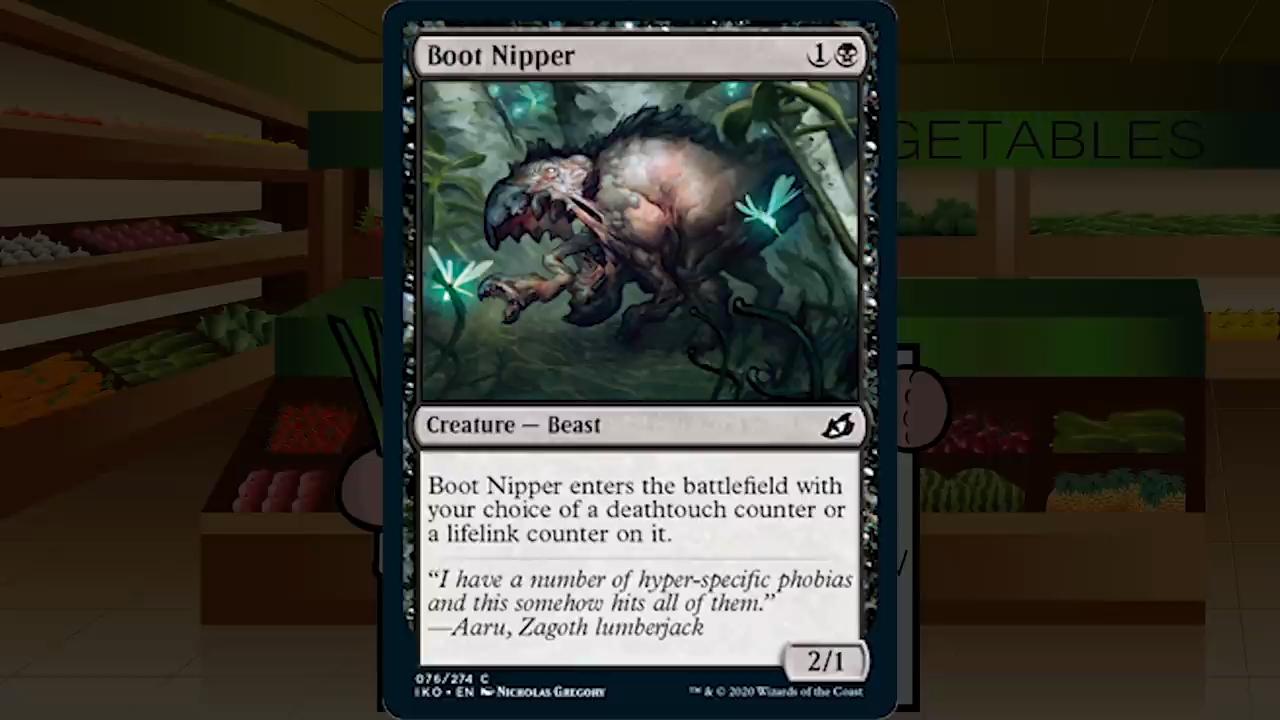 Boot Nipper
1
GETABLES
Creature — Beast
Boot Nipper enters the battlefield with
your choice of a deathtouch counter or
a lifelink counter on it.
“I have a number of hyper-specific phobias
and this somehow hits all of them.”
—Aaru, Zagoth lumberjack
2/1
076/274 C
IKO • EN Nicholas Gregory
™ & © 2020 Wizards of the Coast